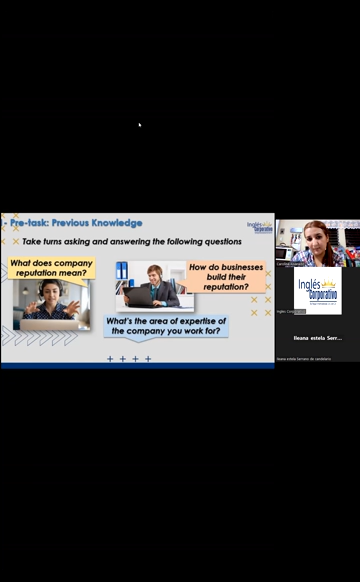 - Pre-task: Previous Knowledge
Inglés
Corporativo
Take turns asking and answering the following questions
What does company
reputation mean?
How do businesses
build their
reputation?
What's the area of expertise of
the company you work for?
Inglés
Corporativo
Ileana estela Serr...